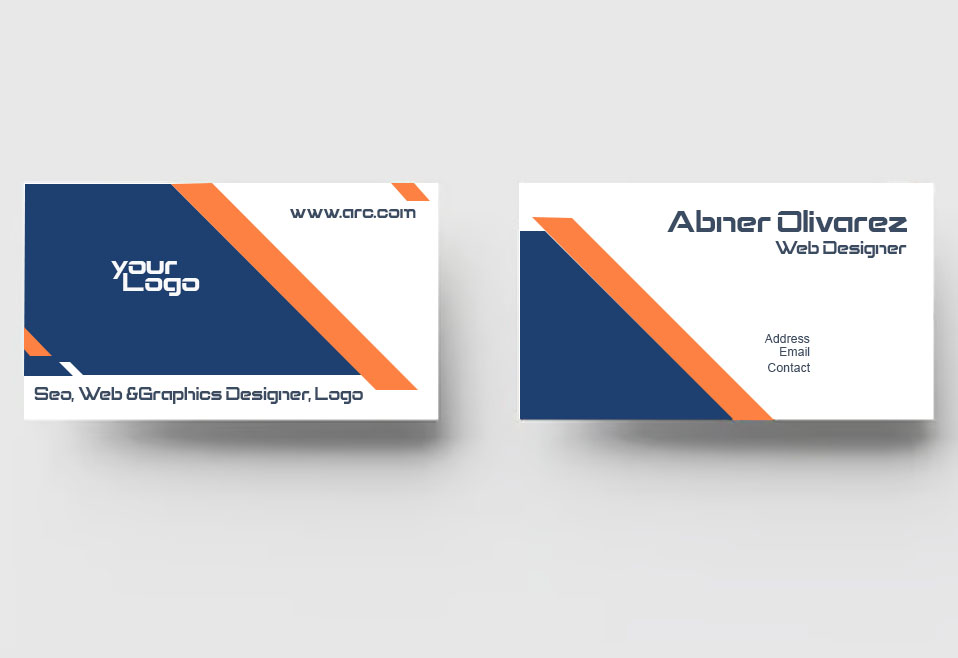 www.arc.com
your
Logo
Seo, Web &Graphics Designer, Logo
Abner Olivarez
Web Designer
Address
Email
Contact